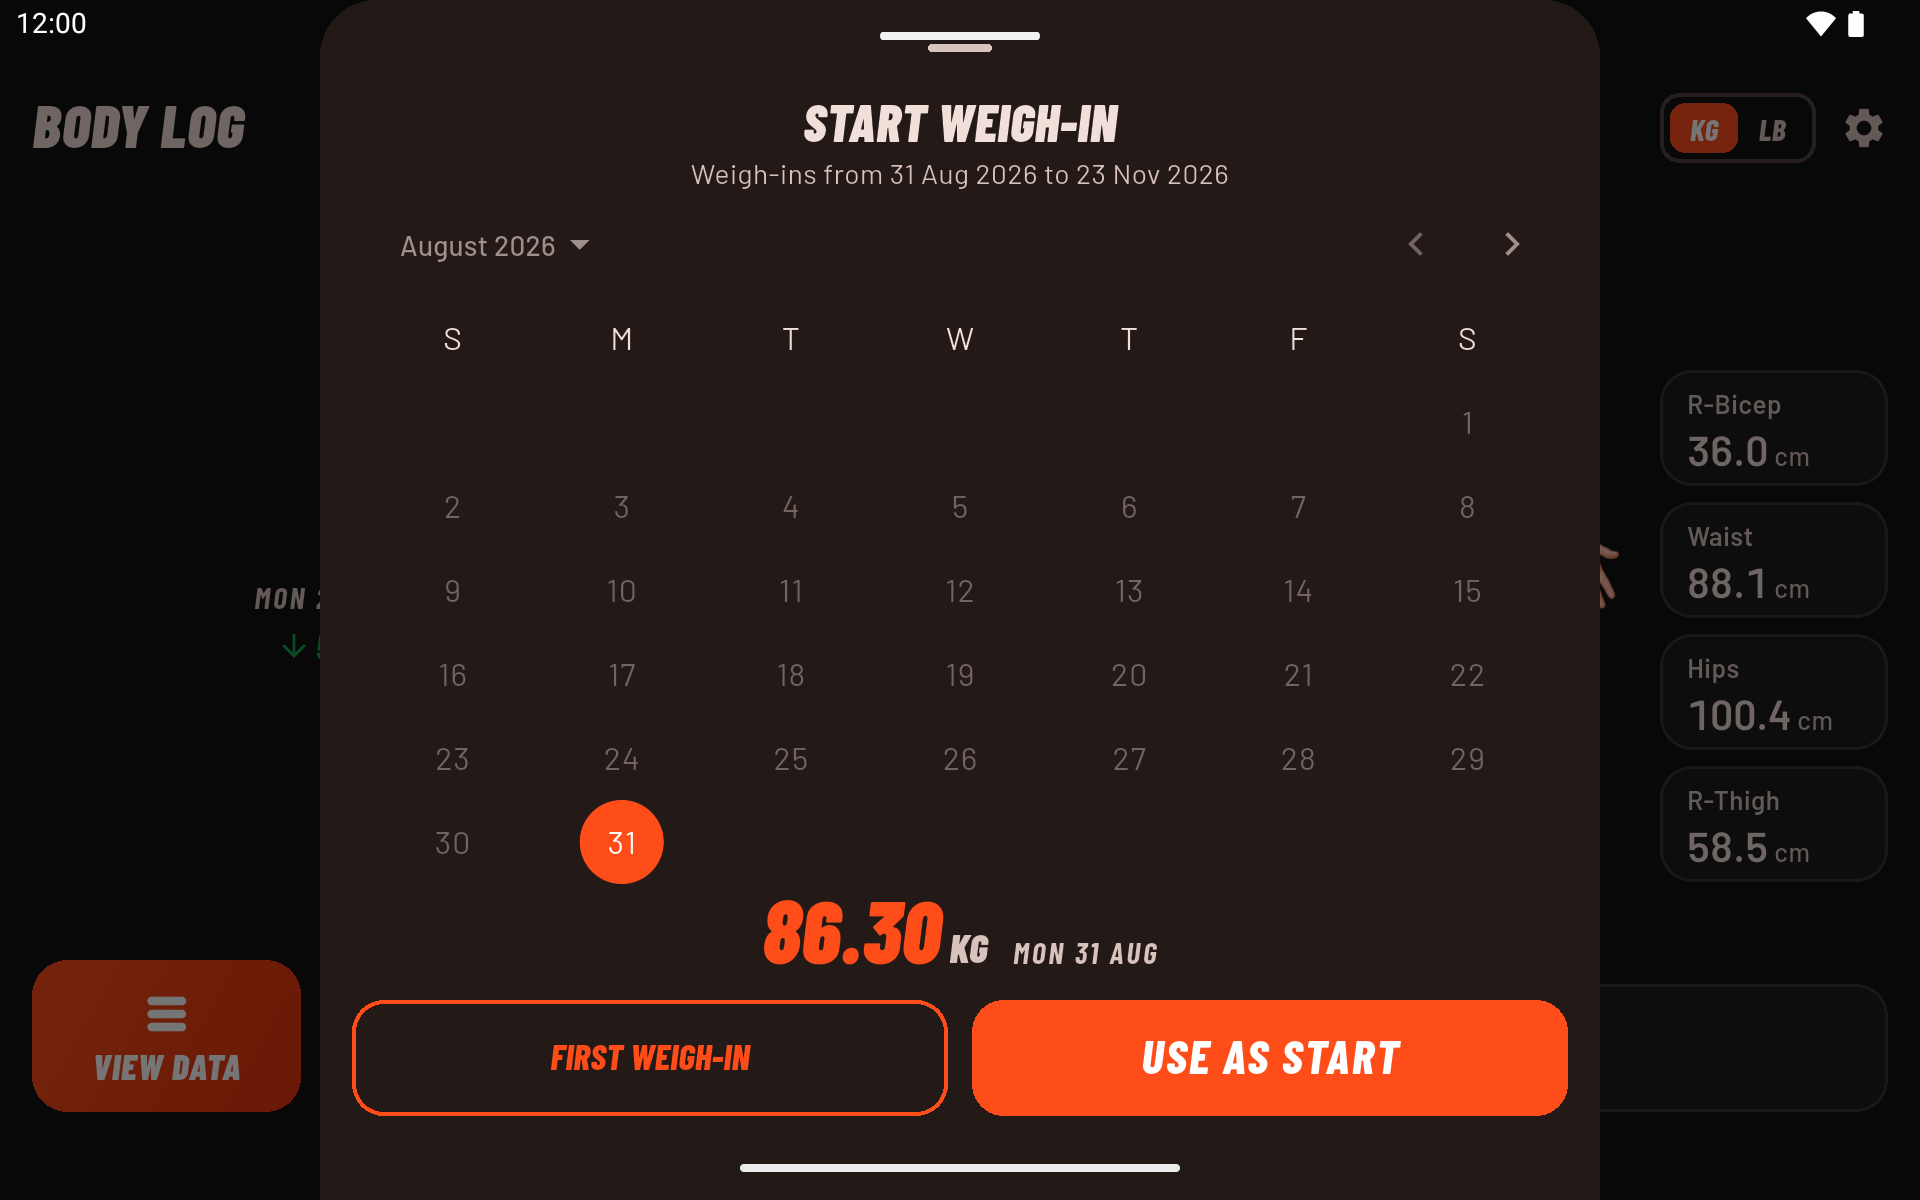 12:00
BODY LOG
KG LB
START WEIGH-IN
Weigh-ins from 31 Aug 2026 to 23 Nov 2026
August 2026
S M T W T F S
1
2 3 4 5 6 7 8
9 10 11 12 13 14 15
16 17 18 19 20 21 22
23 24 25 26 27 28 29
30 31
86.30 KG MON 31 AUG
FIRST WEIGH-IN
USE AS START
MON
VIEW DATA
R-Bicep
36.0 cm
Waist
88.1 cm
Hips
100.4 cm
R-Thigh
58.5 cm